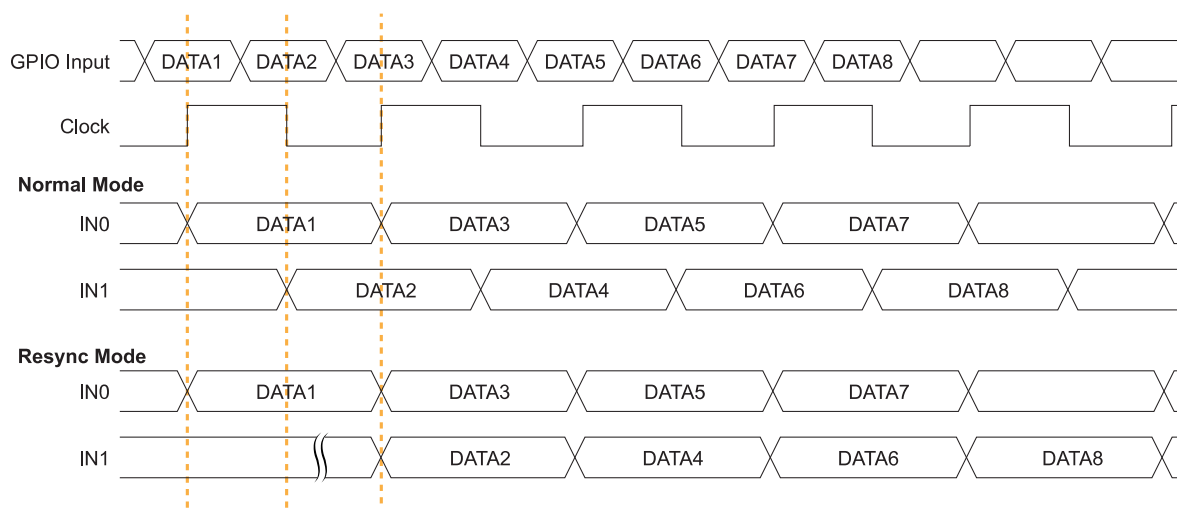 GPIO Input DATA1 DATA2 DATA3 DATA4 DATA5 DATA6 DATA7 DATA8
Clock
Normal Mode
IN0 DATA1 DATA3 DATA5 DATA7
IN1 DATA2 DATA4 DATA6 DATA8
Resync Mode
IN0 DATA1 DATA3 DATA5 DATA7
IN1 DATA2 DATA4 DATA6 DATA8